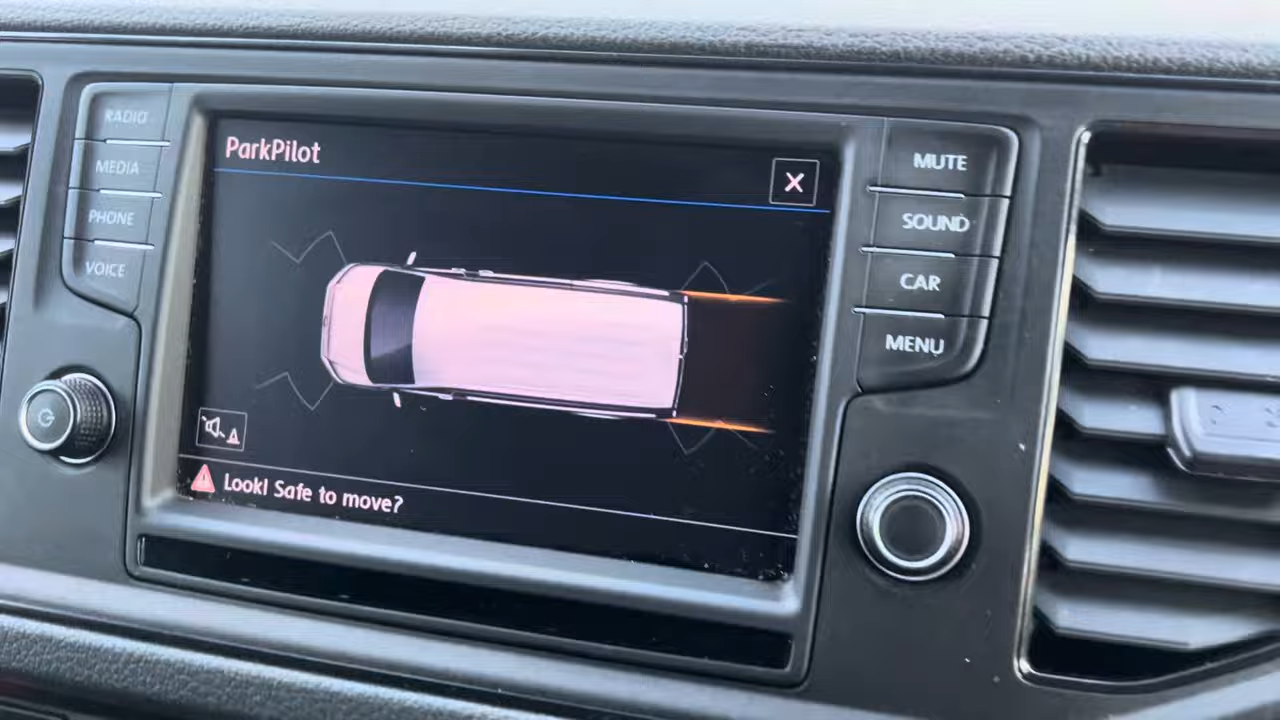 RADIO
MEDIA
PHONE
VOICE
ParkPilot
X
Look! Safe to move?
MUTE
SOUND
CAR
MENU